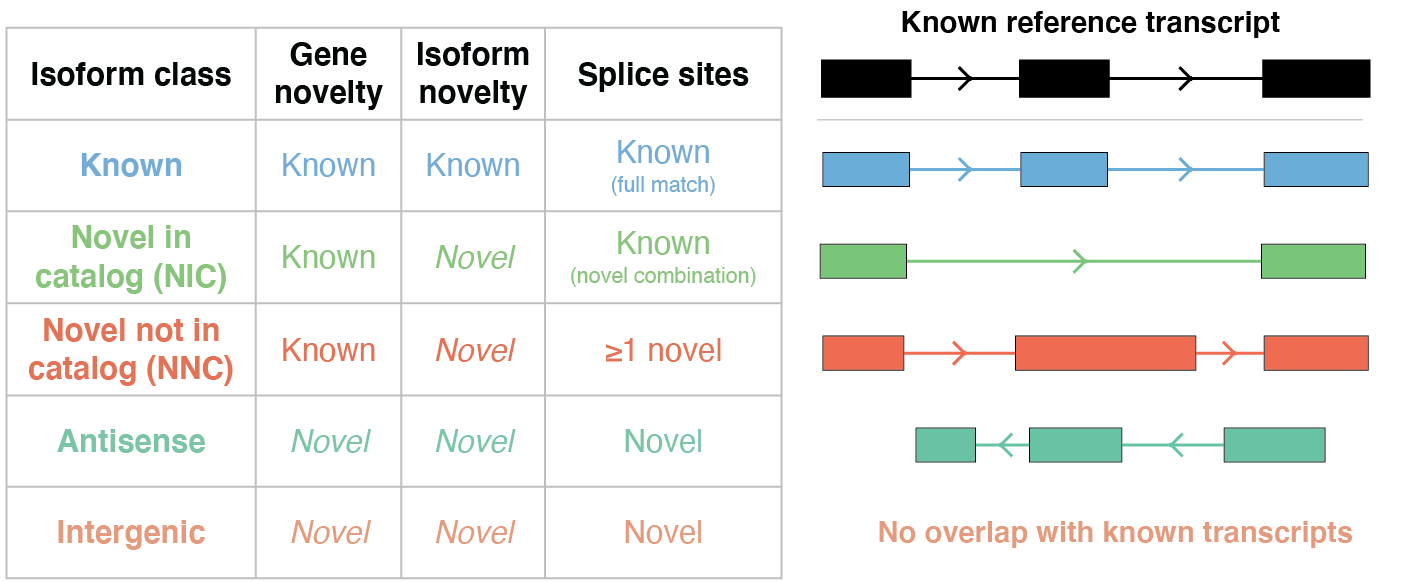 Known reference transcript
Isoform class
Gene
novelty
Isoform
novelty
Splice sites
Known
Known
Known
Known
(full match)
Novel in
catalog (NIC)
Known
Novel
Known
(novel combination)
Novel not in
catalog (NNC)
Known
Novel
≥1 novel
Antisense
Novel
Novel
Novel
Intergenic
Novel
Novel
Novel
No overlap with known transcripts